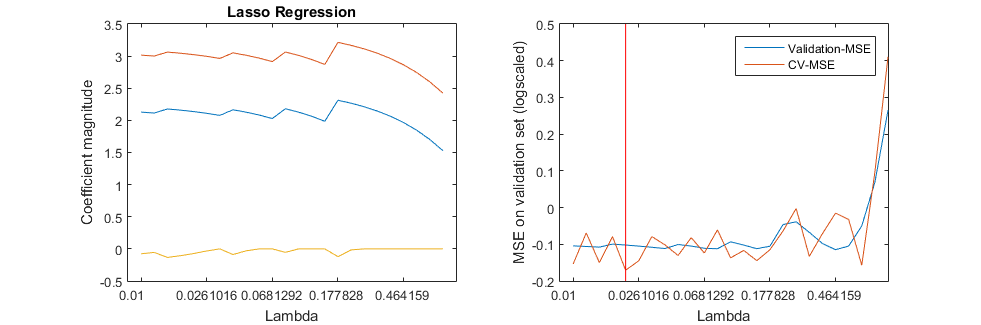 Lasso Regression
Coefficient magnitude
3.5
3
2.5
2
1.5
1
0.5
0
-0.5
0.01 0.0261016 0.0681292 0.177828 0.464159
Lambda
MSE on validation set (logscaled)
0.5
0.4
0.3
0.2
0.1
0
-0.1
-0.2
Validation-MSE
CV-MSE
0.01 0.0261016 0.0681292 0.177828 0.464159
Lambda